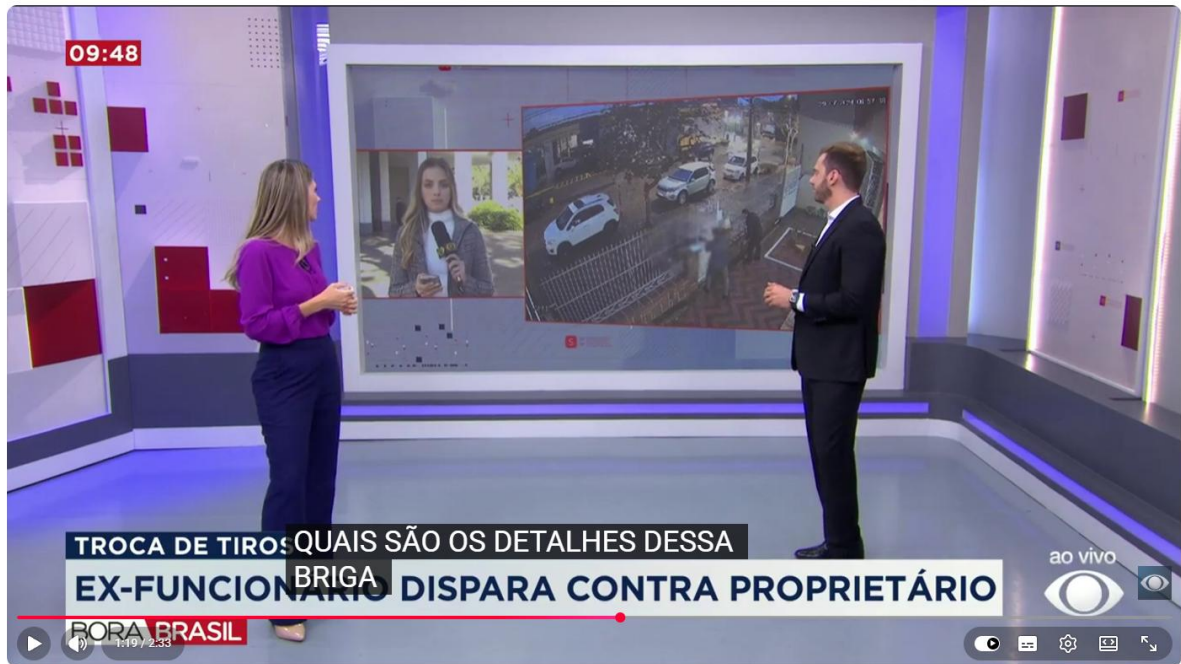 09:48
TROCA DE TIROS
QUAIS SÃO OS DETALHES DESSA
BRIGA
EX-FUNCIONÁRIO DISPARA CONTRA PROPRIETÁRIO
ao vivo
BORA BRASIL
1:19 / 2:33